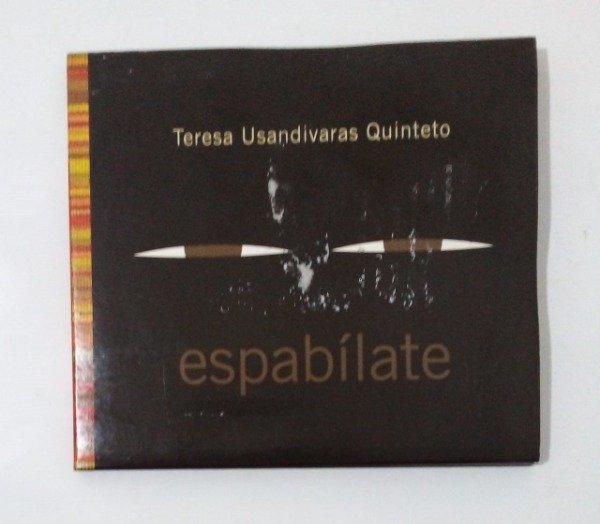 Teresa Usandivaras Quinteto
espabílate